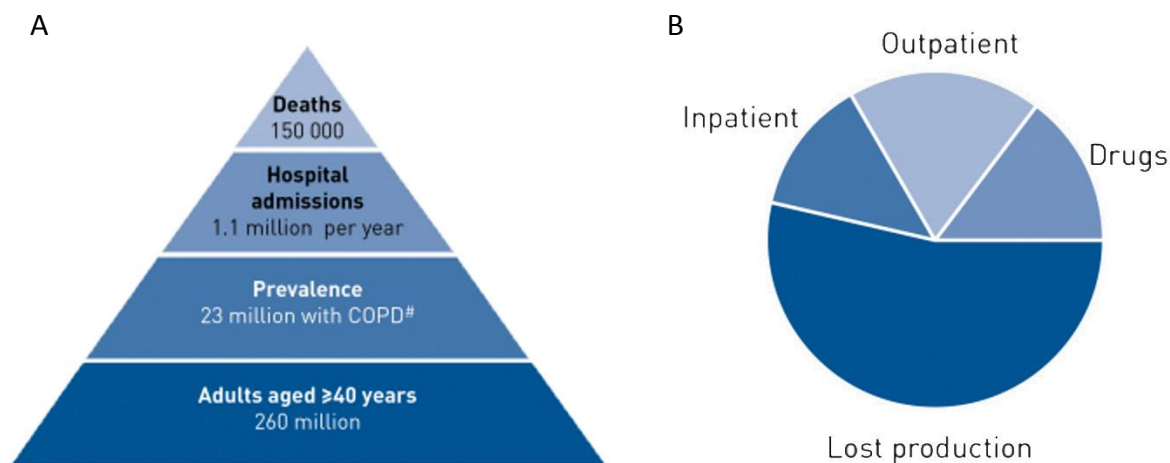 A
Deaths
150 000
Hospital
admissions
1.1 million per year
Prevalence
23 million with COPD#
Adults aged ≥40 years
260 million
B
Outpatient
Inpatient
Drugs
Lost production